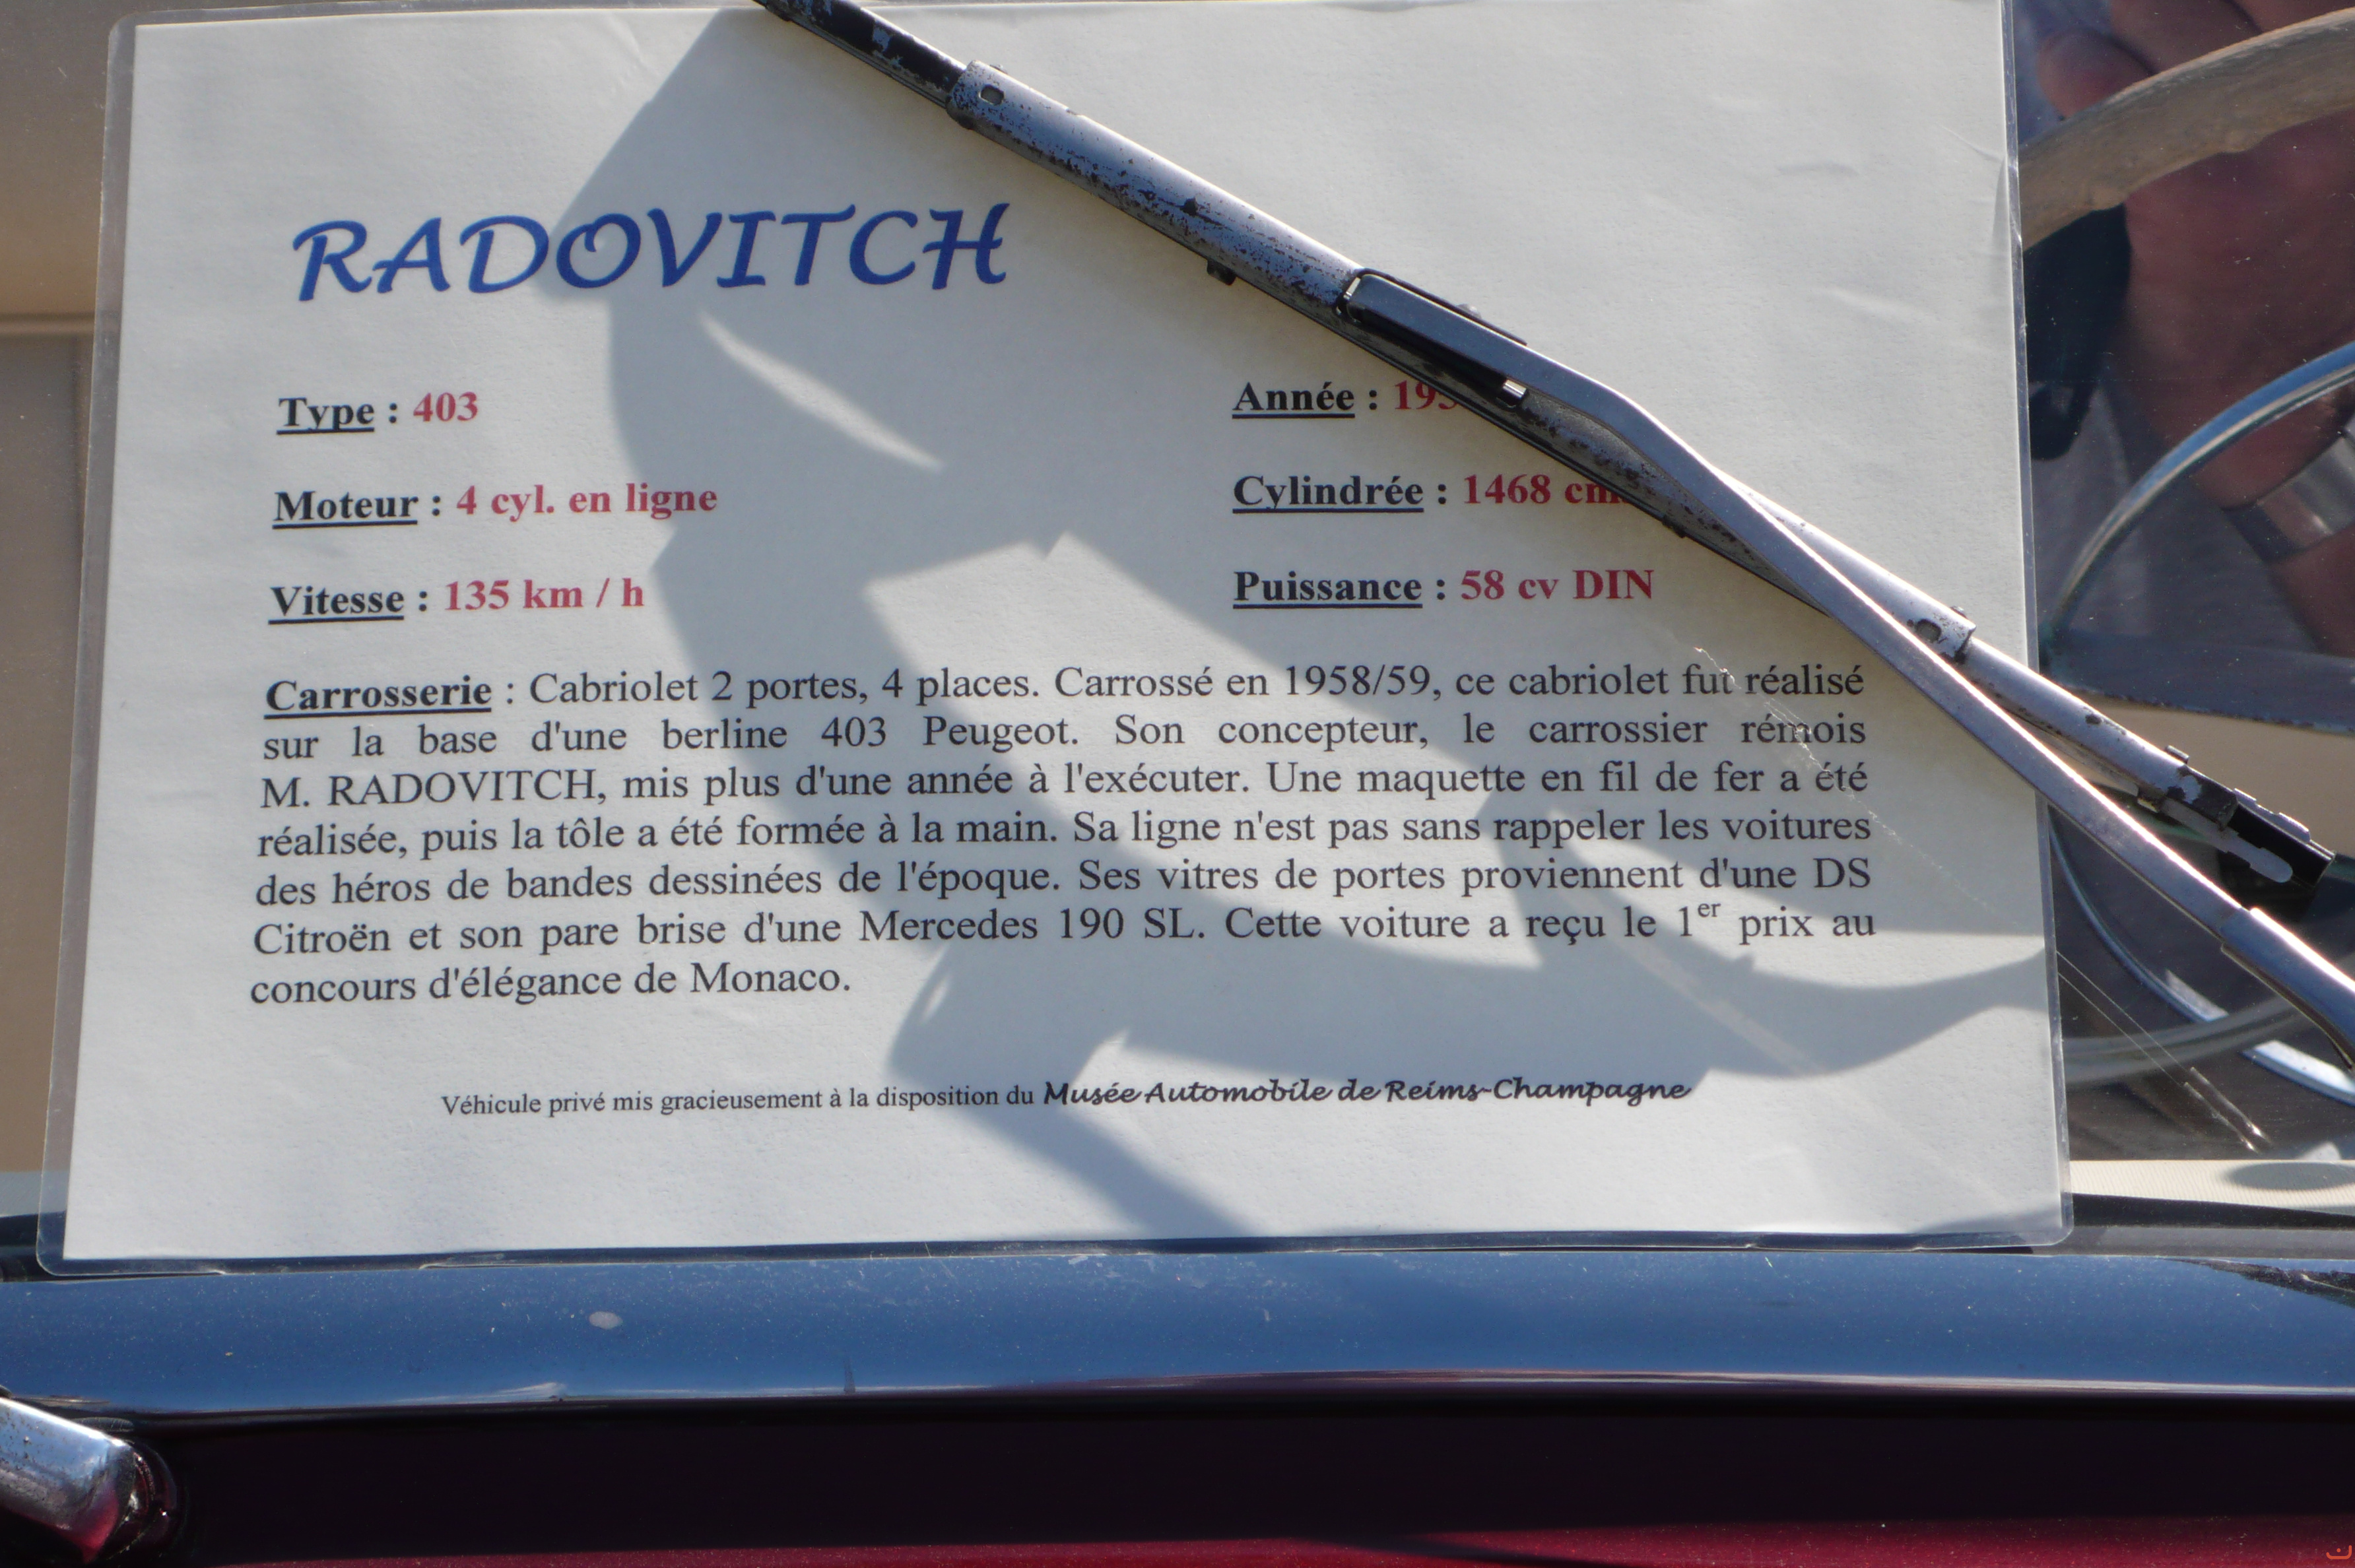 RADOVITCH
Type : 403
Année :
Moteur : 4 cyl. en ligne
Cylindrée : 1468
Vitesse : 135 km / h
Puissance : 58 cv DIN
Carrosserie : Cabriolet 2 portes, 4 places. Carrossé en 1958/59, ce cabriolet fut réalisé
sur la base d'une berline 403 Peugeot. Son concepteur, le carrossier rémois
M. RADOVITCH, mis plus d'une année à l'exécuter. Une maquette en fil de fer a été
réalisée, puis la tôle a été formée à la main. Sa ligne n'est pas sans rappeler les voitures
des héros de bandes dessinées de l'époque. Ses vitres de portes proviennent d'une DS
Citroën et son pare brise d'une Mercedes 190 SL. Cette voiture a reçu le 1er prix au
concours d'élégance de Monaco.
Véhicule privé mis gracieusement à la disposition du Musée Automobile de Reims-Champagne